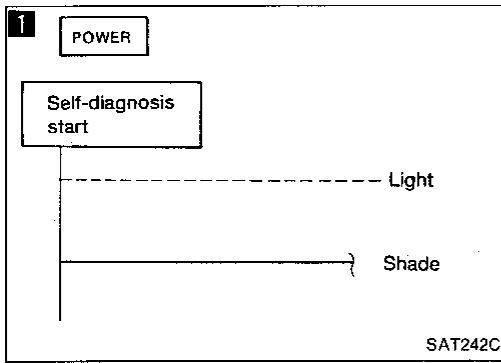 1
POWER
Self-diagnosis
start
Light
Shade
SAT242C